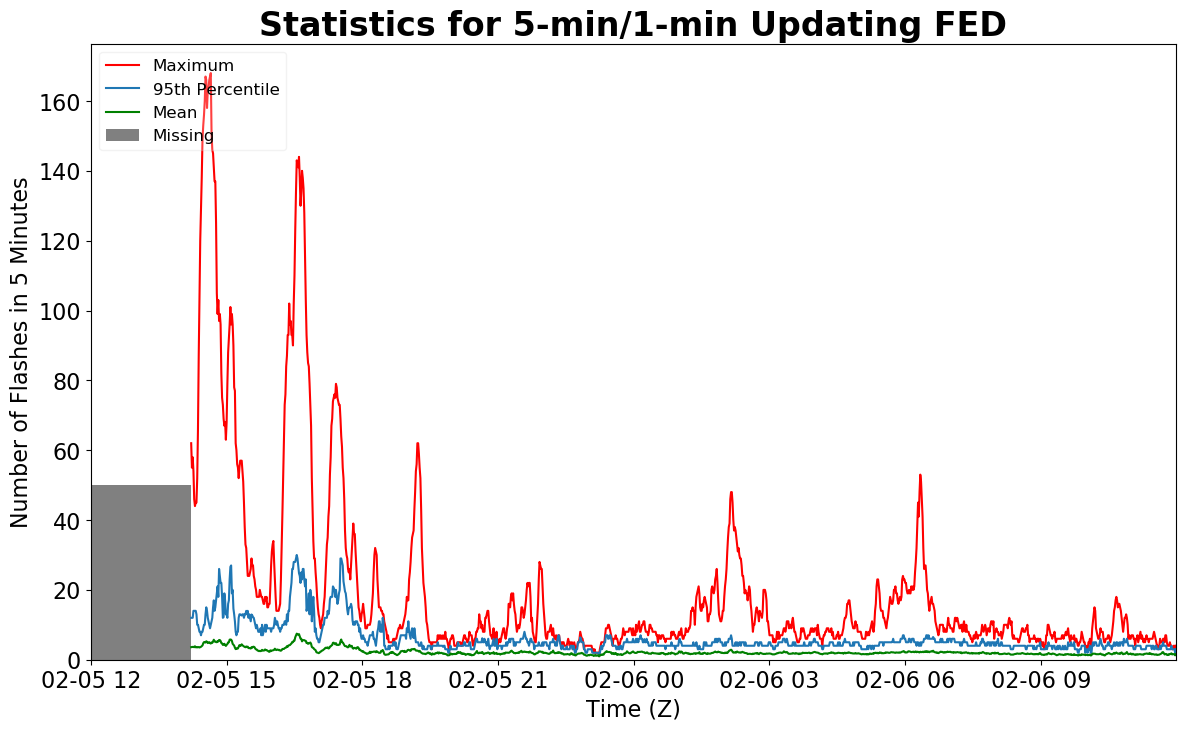 Statistics for 5-min/1-min Updating FED
Maximum
95th Percentile
Mean
Missing
Number of Flashes in 5 Minutes
160
140
120
100
80
60
40
20
0
02-05 12
02-05 15
02-05 18
02-05 21
02-06 00
02-06 03
02-06 06
02-06 09
Time (Z)